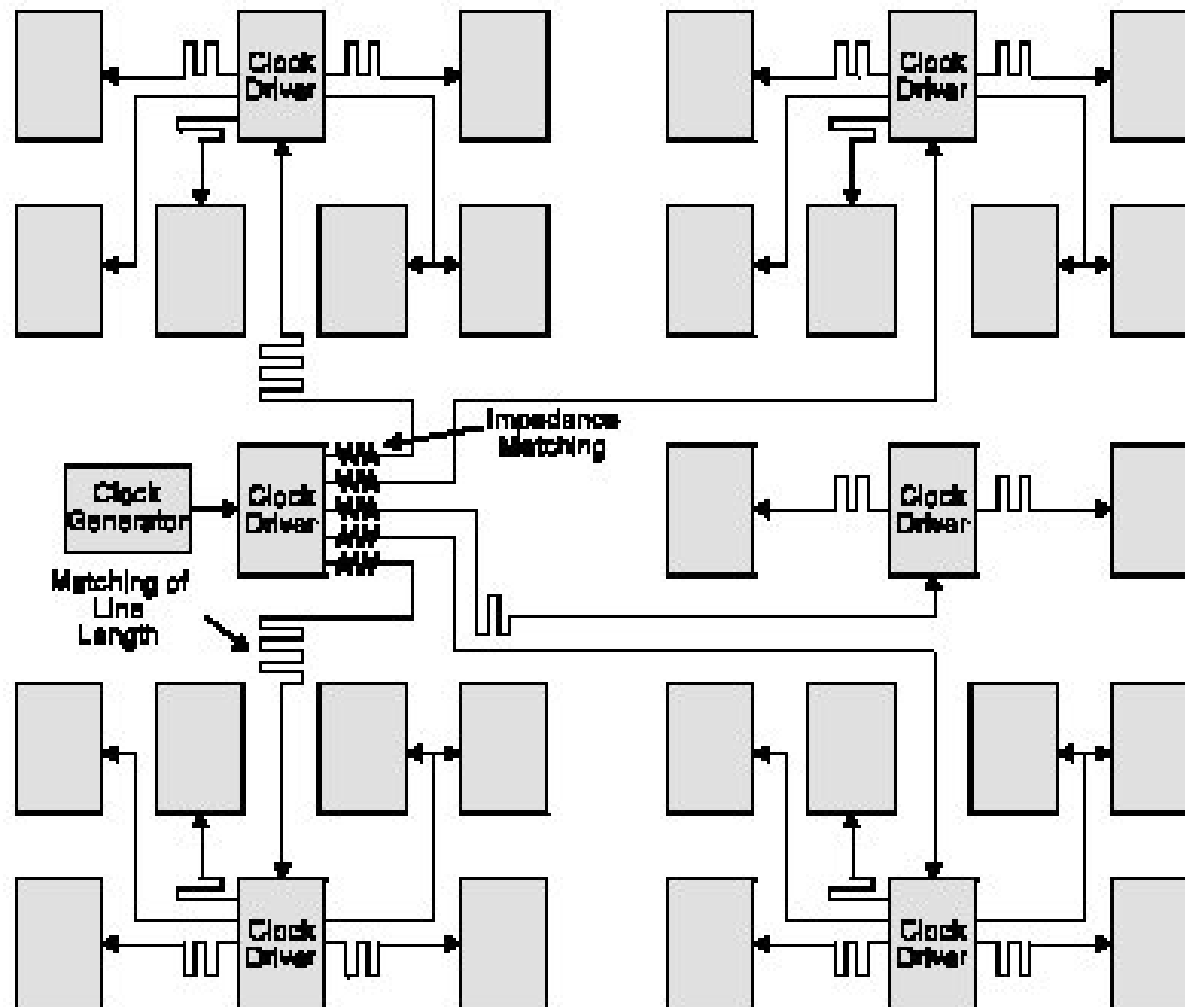 Clock
Driver
Clock
Driver
Impedance
Matching
Clock
Generator
Clock
Driver
Clock
Driver
Matching of
Line
Length
Clock
Driver
Clock
Driver